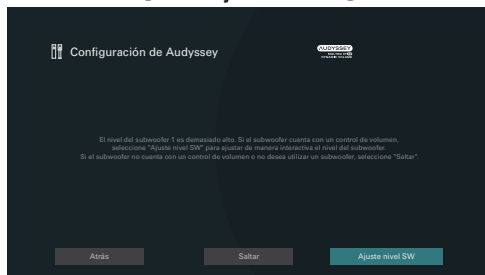 Configuración de Audyssey
AUDYSSEY
El nivel del subwoofer 1 es demasiado alto. Si el subwoofer cuenta con un control de volumen,
seleccione "Ajuste nivel SW" para ajustar de manera interactiva el nivel del subwoofer.
Si el subwoofer no cuenta con un control de volumen o no desea utilizar un subwoofer, seleccione "Saltar".
Atrás
Saltar
Ajuste nivel SW